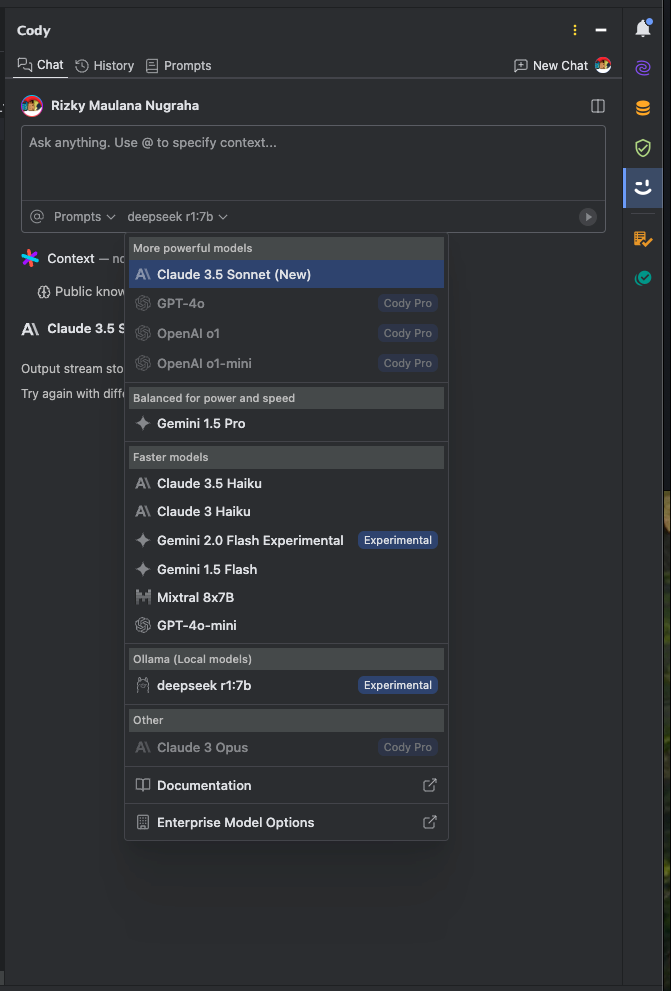 Cody
Chat
History
Prompts
New Chat
Rizky Maulana Nugraha
Ask anything. Use @ to specify context...
@ Prompts deepseek r1:7b
More powerful models
Claude 3.5 Sonnet (New)
GPT-4o Cody Pro
OpenAI o1 Cody Pro
OpenAI o1-mini Cody Pro
Balanced for power and speed
Gemini 1.5 Pro
Faster models
Claude 3.5 Haiku
Claude 3 Haiku
Gemini 2.0 Flash Experimental Experimental
Gemini 1.5 Flash
Mixtral 8x7B
GPT-4o-mini
Ollama (Local models)
deepseek r1:7b Experimental
Other
Claude 3 Opus Cody Pro
Documentation
Enterprise Model Options
Context —
Public
Claude 3.5
Output stream
Try again with